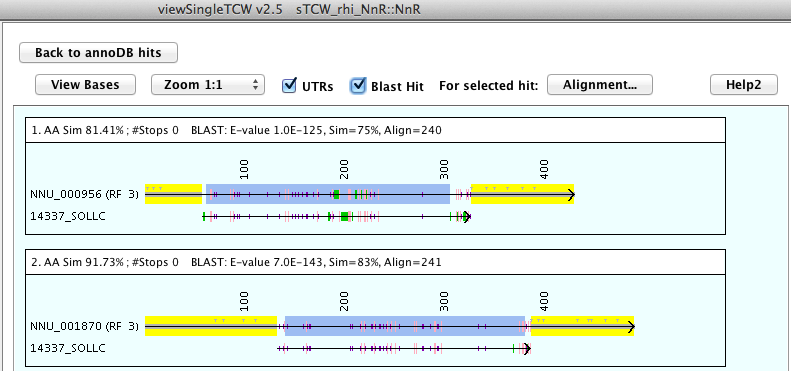 viewSingleTCW v2.5 sTCW_rhi_NnR::NnR
Back to annoDB hits
View Bases Zoom 1:1 UTRs Blast Hit For selected hit: Alignment... Help2
1. AA Sim 81.41% ; #Stops 0 BLAST: E-value 1.0E-125, Sim=75%, Align=240
100 200 300 400
NNU_000956 (RF 3)
14337_SOLLC
2. AA Sim 91.73% ; #Stops 0 BLAST: E-value 7.0E-143, Sim=83%, Align=241
100 200 300 400
NNU_001870 (RF 3)
14337_SOLLC